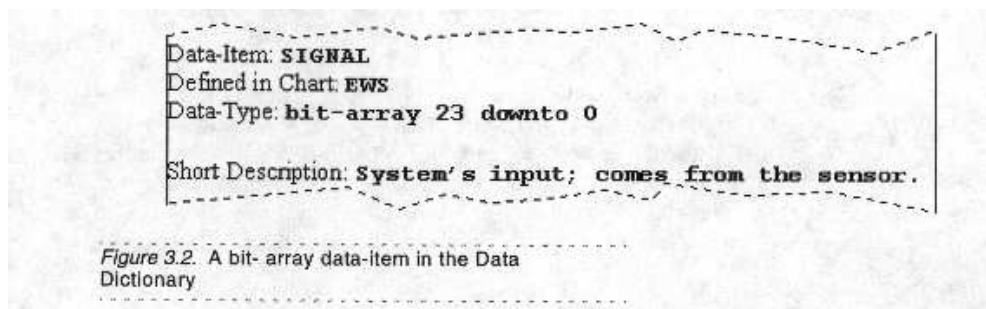 Data-Item: SIGNAL
Defined in Chart: EWS
Data-Type: bit-array 23 downto 0
Short Description: System's input; comes from the sensor.
Figure 3.2. A bit- array data-item in the Data
Dictionary